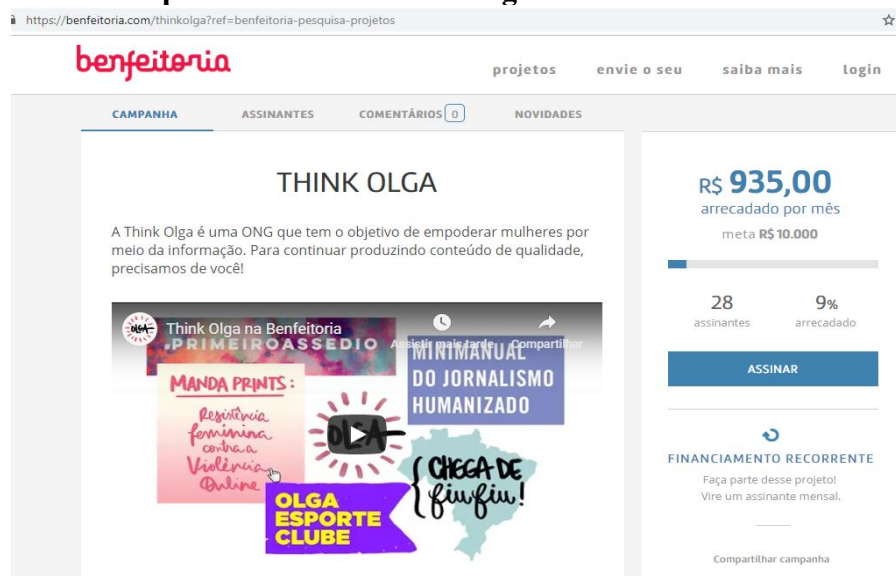 https://benfeitoria.com/thinkolga?ref=benfeitoria-pesquisa-projetos
benfeitoria
projetos envie o seu saiba mais login
CAMPANHA ASSINANTES COMENTÁRIOS 0 NOVIDADES
THINK OLGA
A Think Olga é uma ONG que tem o objetivo de empoderar mulheres por
meio da informação. Para continuar produzindo conteúdo de qualidade,
precisamos de você!
OLGA
Think Olga na Benfeitoria
Assistir mais tarde Compartilhar
PRIMEIROASSEDIO
MINIMANUAL
DO JORNALISMO
HUMANIZADO
MANDA PRINTS:
Resistência
feminina
contra a
Violência
Online
OLGA
CHEGA DE
fiu fiu!
OLGA
ESPORTE
CLUBE
R$ 935,00
arrecadado por mês
meta R$ 10.000
28 9%
assinantes arrecadado
ASSINAR
FINANCIAMENTO RECORRENTE
Faça parte desse projeto!
Vire um assinante mensal.
Compartilhar campanha